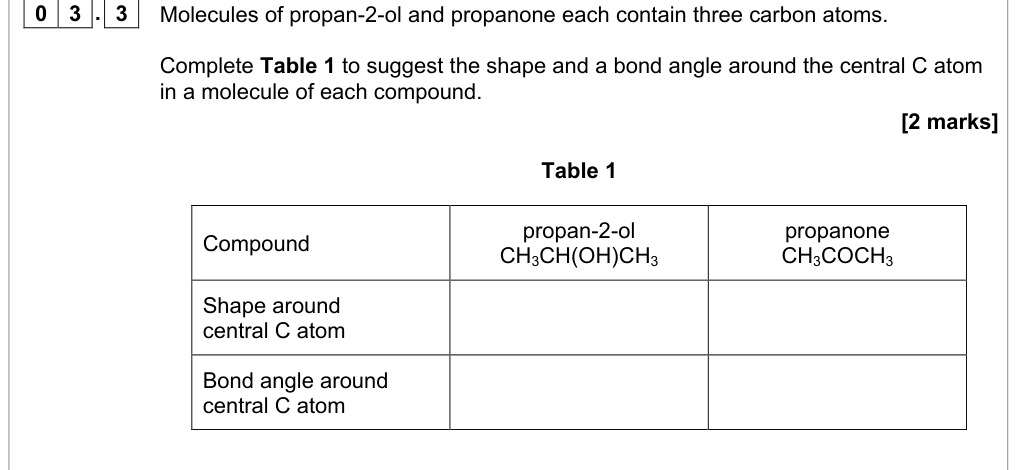 0 3 . 3 Molecules of propan-2-ol and propanone each contain three carbon atoms.
Complete Table 1 to suggest the shape and a bond angle around the central C atom
in a molecule of each compound.
[2 marks]
Table 1
Compound
propan-2-ol
CH₃CH(OH)CH₃
propanone
CH₃COCH₃
Shape around
central C atom
Bond angle around
central C atom